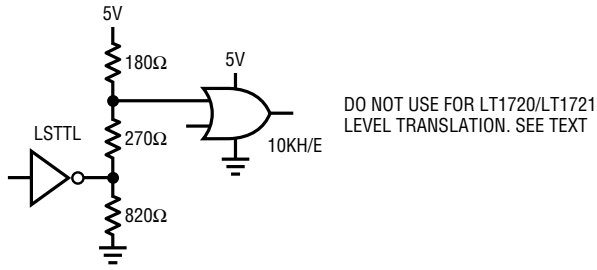 5V
180Ω
5V
DO NOT USE FOR LT1720/LT1721
LEVEL TRANSLATION. SEE TEXT
LSTTL
270Ω
10KH/E
820Ω